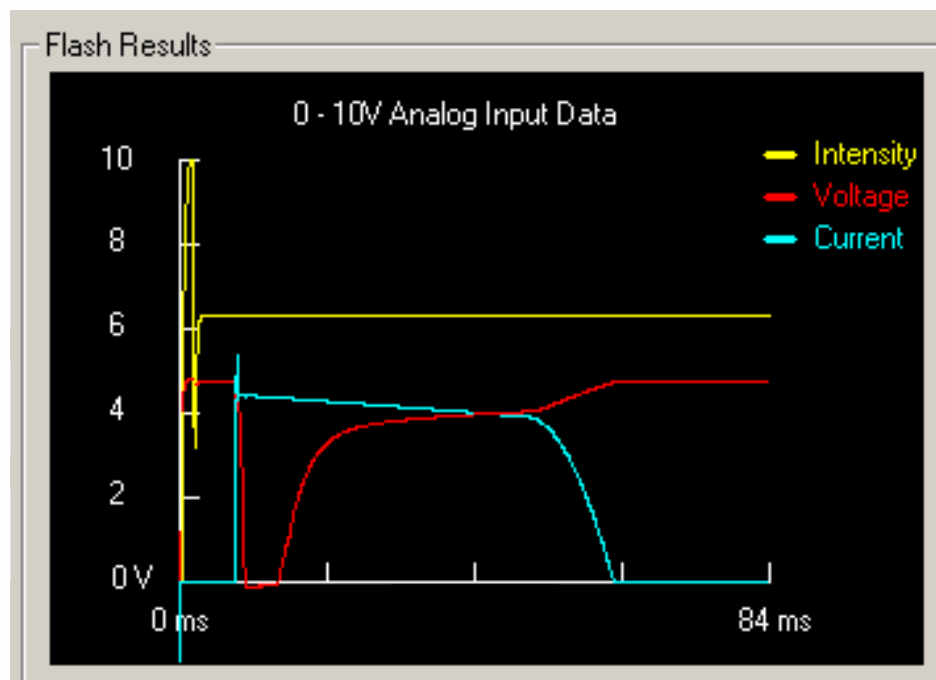 Flash Results
0 - 10V Analog Input Data
Intensity
Voltage
Current
10
8
6
4
2
0 V
0 ms
84 ms